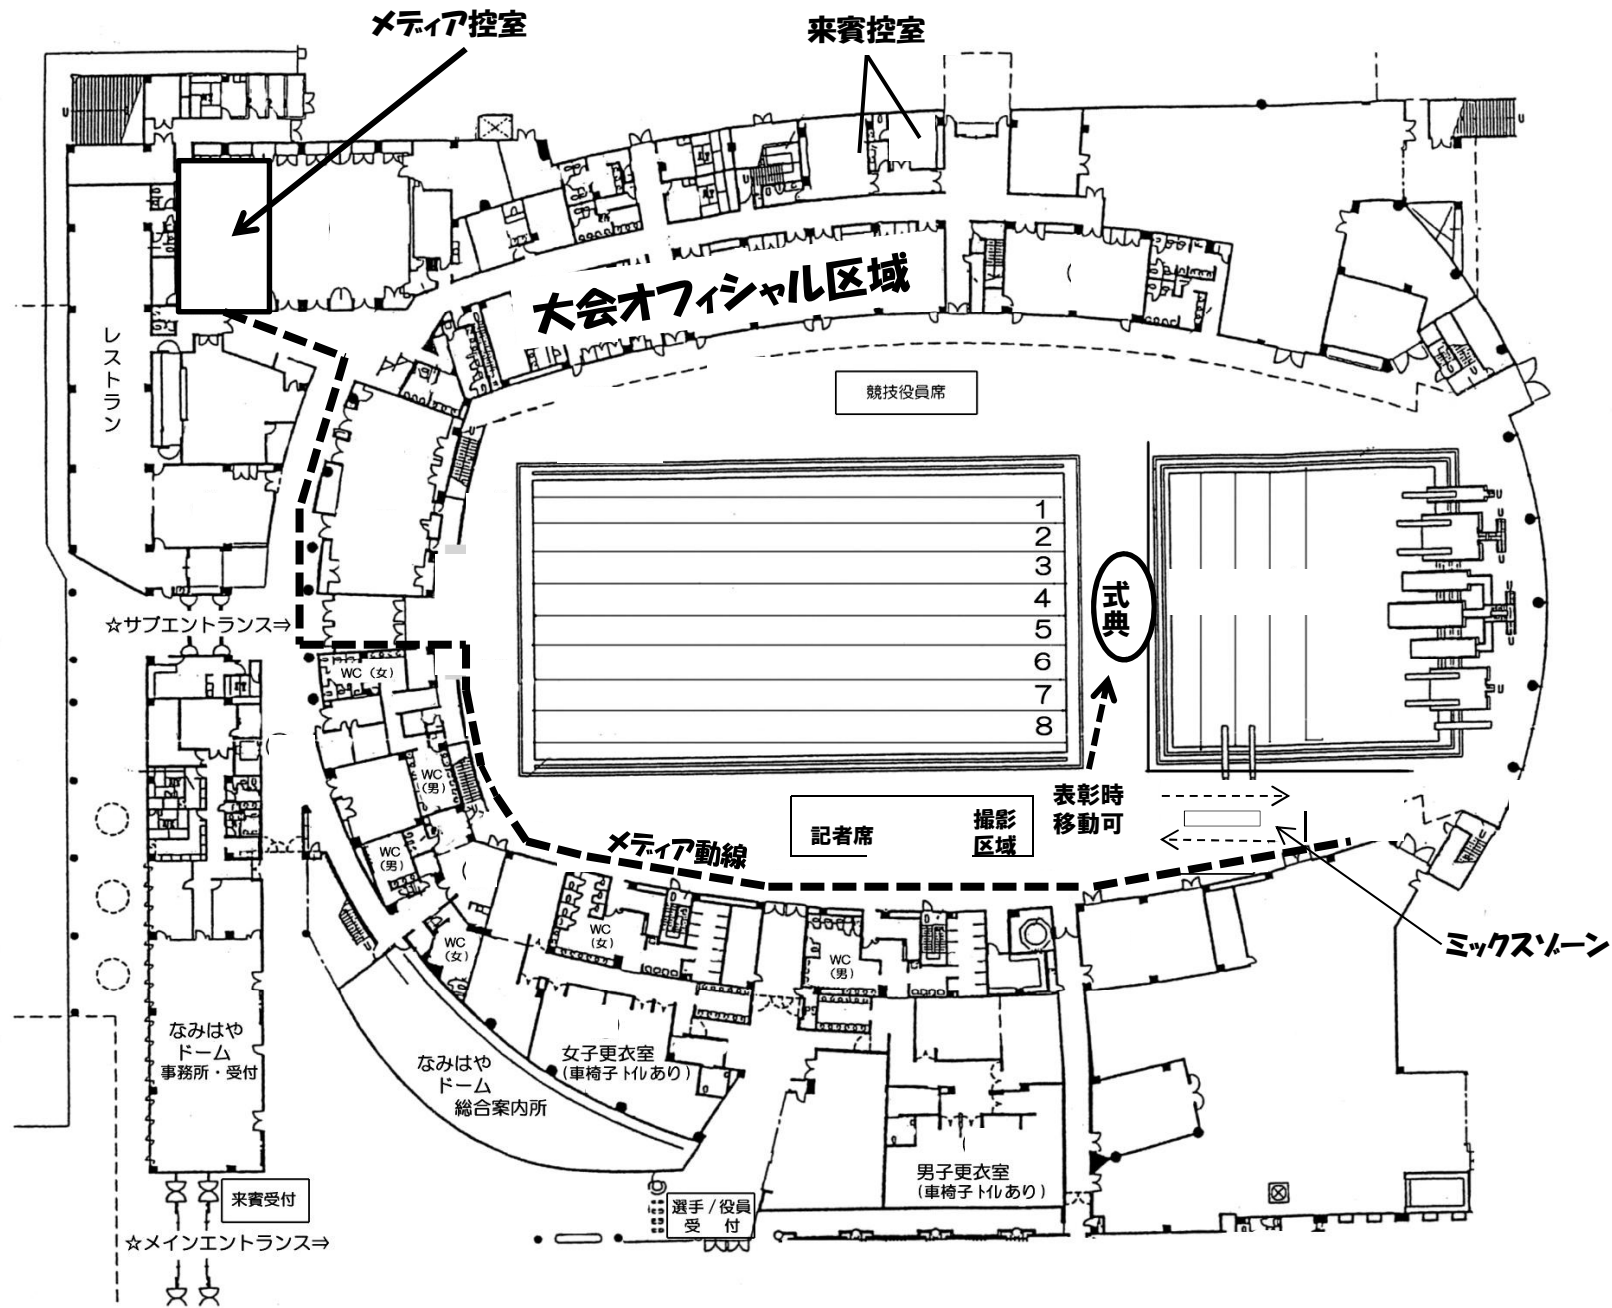 メディア控室
来賓控室
大会オフィシャル区域
レストラン
競技役員席
1
2
3
4
5
6
7
8
式典
☆サブエントランス⇒
WC（女）
WC
（男）
WC
（男）
WC
（女）
WC
（女）
WC
（男）
表彰時
移動可
記者席
撮影
区域
メディア動線
ミックスゾーン
なみはや
ドーム
事務所・受付
なみはや
ドーム
総合案内所
女子更衣室
（車椅子トイレあり）
男子更衣室
（車椅子トイレあり）
来賓受付
選手/役員
受　付
☆メインエントランス⇒